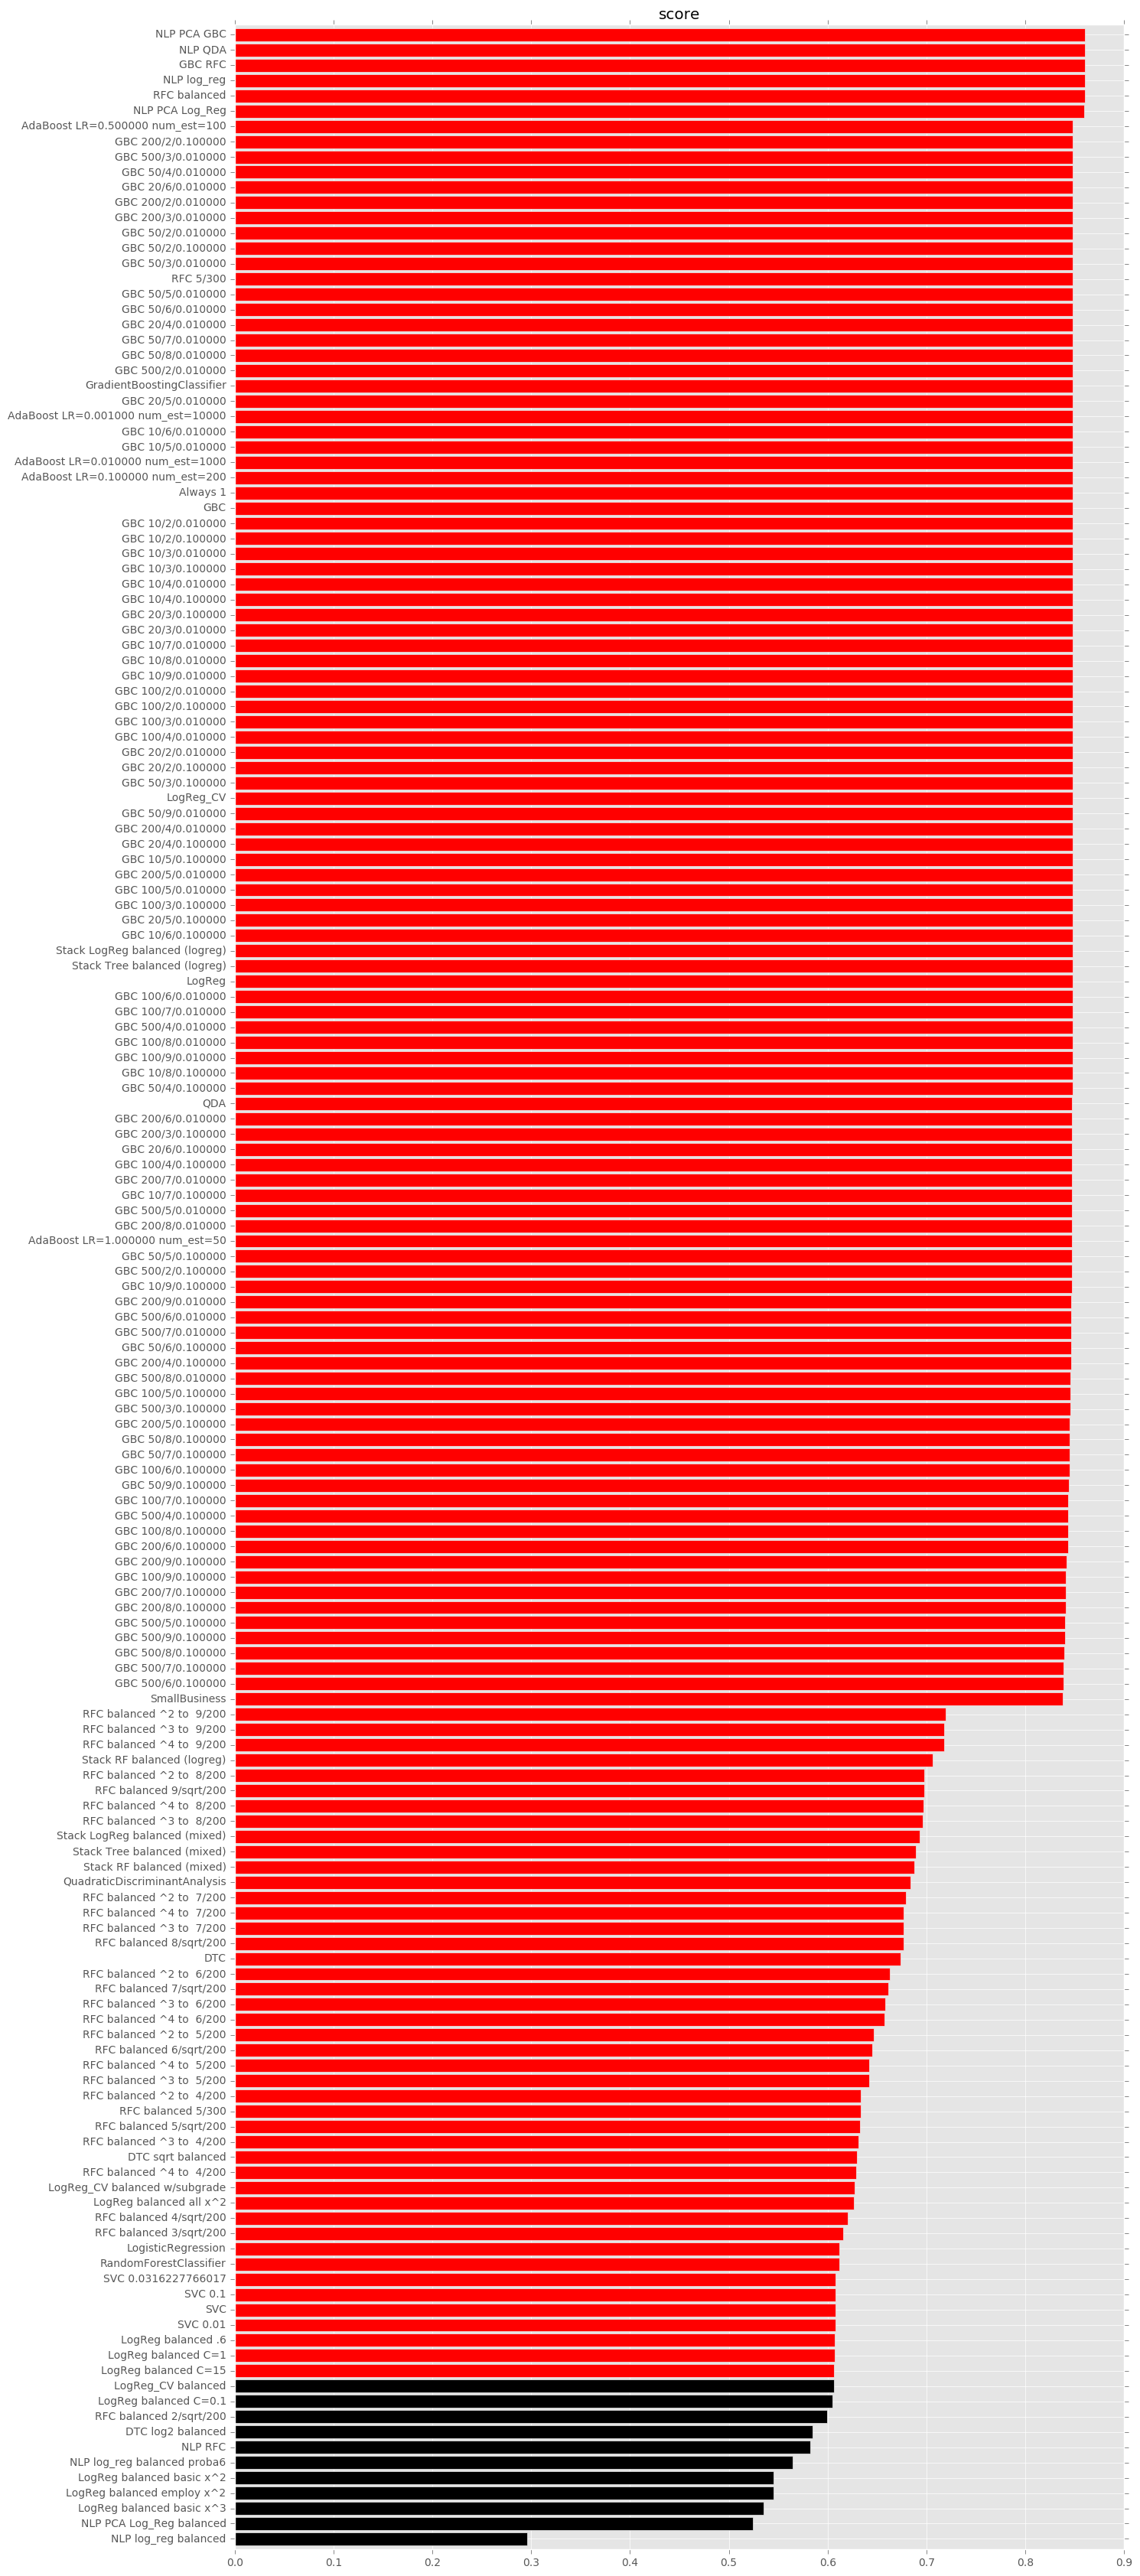 score
NLP PCA GBC
NLP QDA
GBC RFC
NLP log_reg
RFC balanced
NLP PCA Log_Reg
AdaBoost LR=0.500000 num_est=100
GBC 200/2/0.100000
GBC 500/3/0.010000
GBC 50/4/0.010000
GBC 20/6/0.010000
GBC 200/2/0.010000
GBC 200/3/0.010000
GBC 50/2/0.010000
GBC 50/2/0.100000
GBC 50/3/0.010000
RFC 5/300
GBC 50/5/0.010000
GBC 50/6/0.010000
GBC 20/4/0.010000
GBC 50/7/0.010000
GBC 50/8/0.010000
GBC 500/2/0.010000
GradientBoostingClassifier
GBC 20/5/0.010000
AdaBoost LR=0.001000 num_est=10000
GBC 10/6/0.010000
GBC 10/5/0.010000
AdaBoost LR=0.010000 num_est=1000
AdaBoost LR=0.100000 num_est=200
Always 1
GBC
GBC 10/2/0.010000
GBC 10/2/0.100000
GBC 10/3/0.010000
GBC 10/3/0.100000
GBC 10/4/0.010000
GBC 10/4/0.100000
GBC 20/3/0.100000
GBC 20/3/0.010000
GBC 10/7/0.010000
GBC 10/8/0.010000
GBC 10/9/0.010000
GBC 100/2/0.010000
GBC 100/2/0.100000
GBC 100/3/0.010000
GBC 100/4/0.010000
GBC 20/2/0.010000
GBC 20/2/0.100000
GBC 50/3/0.100000
LogReg_CV
GBC 50/9/0.010000
GBC 200/4/0.010000
GBC 20/4/0.100000
GBC 10/5/0.100000
GBC 200/5/0.010000
GBC 100/5/0.010000
GBC 100/3/0.100000
GBC 20/5/0.100000
GBC 10/6/0.100000
Stack LogReg balanced (logreg)
Stack Tree balanced (logreg)
LogReg
GBC 100/6/0.010000
GBC 100/7/0.010000
GBC 500/4/0.010000
GBC 100/8/0.010000
GBC 100/9/0.010000
GBC 10/8/0.100000
GBC 50/4/0.100000
QDA
GBC 200/6/0.010000
GBC 200/3/0.100000
GBC 20/6/0.100000
GBC 100/4/0.100000
GBC 200/7/0.010000
GBC 10/7/0.100000
GBC 500/5/0.010000
GBC 200/8/0.010000
AdaBoost LR=1.000000 num_est=50
GBC 50/5/0.100000
GBC 500/2/0.100000
GBC 10/9/0.100000
GBC 200/9/0.010000
GBC 500/6/0.010000
GBC 500/7/0.010000
GBC 50/6/0.100000
GBC 200/4/0.100000
GBC 500/8/0.010000
GBC 100/5/0.100000
GBC 500/3/0.100000
GBC 200/5/0.100000
GBC 50/8/0.100000
GBC 50/7/0.100000
GBC 100/6/0.100000
GBC 50/9/0.100000
GBC 100/7/0.100000
GBC 500/4/0.100000
GBC 100/8/0.100000
GBC 200/6/0.100000
GBC 200/9/0.100000
GBC 100/9/0.100000
GBC 200/7/0.100000
GBC 200/8/0.100000
GBC 500/5/0.100000
GBC 500/9/0.100000
GBC 500/8/0.100000
GBC 500/7/0.100000
GBC 500/6/0.100000
SmallBusiness
RFC balanced ^2 to  9/200
RFC balanced ^3 to  9/200
RFC balanced ^4 to  9/200
Stack RF balanced (logreg)
RFC balanced ^2 to  8/200
RFC balanced 9/sqrt/200
RFC balanced ^4 to  8/200
RFC balanced ^3 to  8/200
Stack LogReg balanced (mixed)
Stack Tree balanced (mixed)
Stack RF balanced (mixed)
QuadraticDiscriminantAnalysis
RFC balanced ^2 to  7/200
RFC balanced ^4 to  7/200
RFC balanced ^3 to  7/200
RFC balanced 8/sqrt/200
DTC
RFC balanced ^2 to  6/200
RFC balanced 7/sqrt/200
RFC balanced ^3 to  6/200
RFC balanced ^4 to  6/200
RFC balanced ^2 to  5/200
RFC balanced 6/sqrt/200
RFC balanced ^4 to  5/200
RFC balanced ^3 to  5/200
RFC balanced ^2 to  4/200
RFC balanced 5/300
RFC balanced 5/sqrt/200
RFC balanced ^3 to  4/200
DTC sqrt balanced
RFC balanced ^4 to  4/200
LogReg_CV balanced w/subgrade
LogReg balanced all x^2
RFC balanced 4/sqrt/200
RFC balanced 3/sqrt/200
LogisticRegression
RandomForestClassifier
SVC 0.0316227766017
SVC 0.1
SVC
SVC 0.01
LogReg balanced .6
LogReg balanced C=1
LogReg balanced C=15
LogReg_CV balanced
LogReg balanced C=0.1
RFC balanced 2/sqrt/200
DTC log2 balanced
NLP RFC
NLP log_reg balanced proba6
LogReg balanced basic x^2
LogReg balanced employ x^2
LogReg balanced basic x^3
NLP PCA Log_Reg balanced
NLP log_reg balanced
0.0 0.1 0.2 0.3 0.4 0.5 0.6 0.7 0.8 0.9